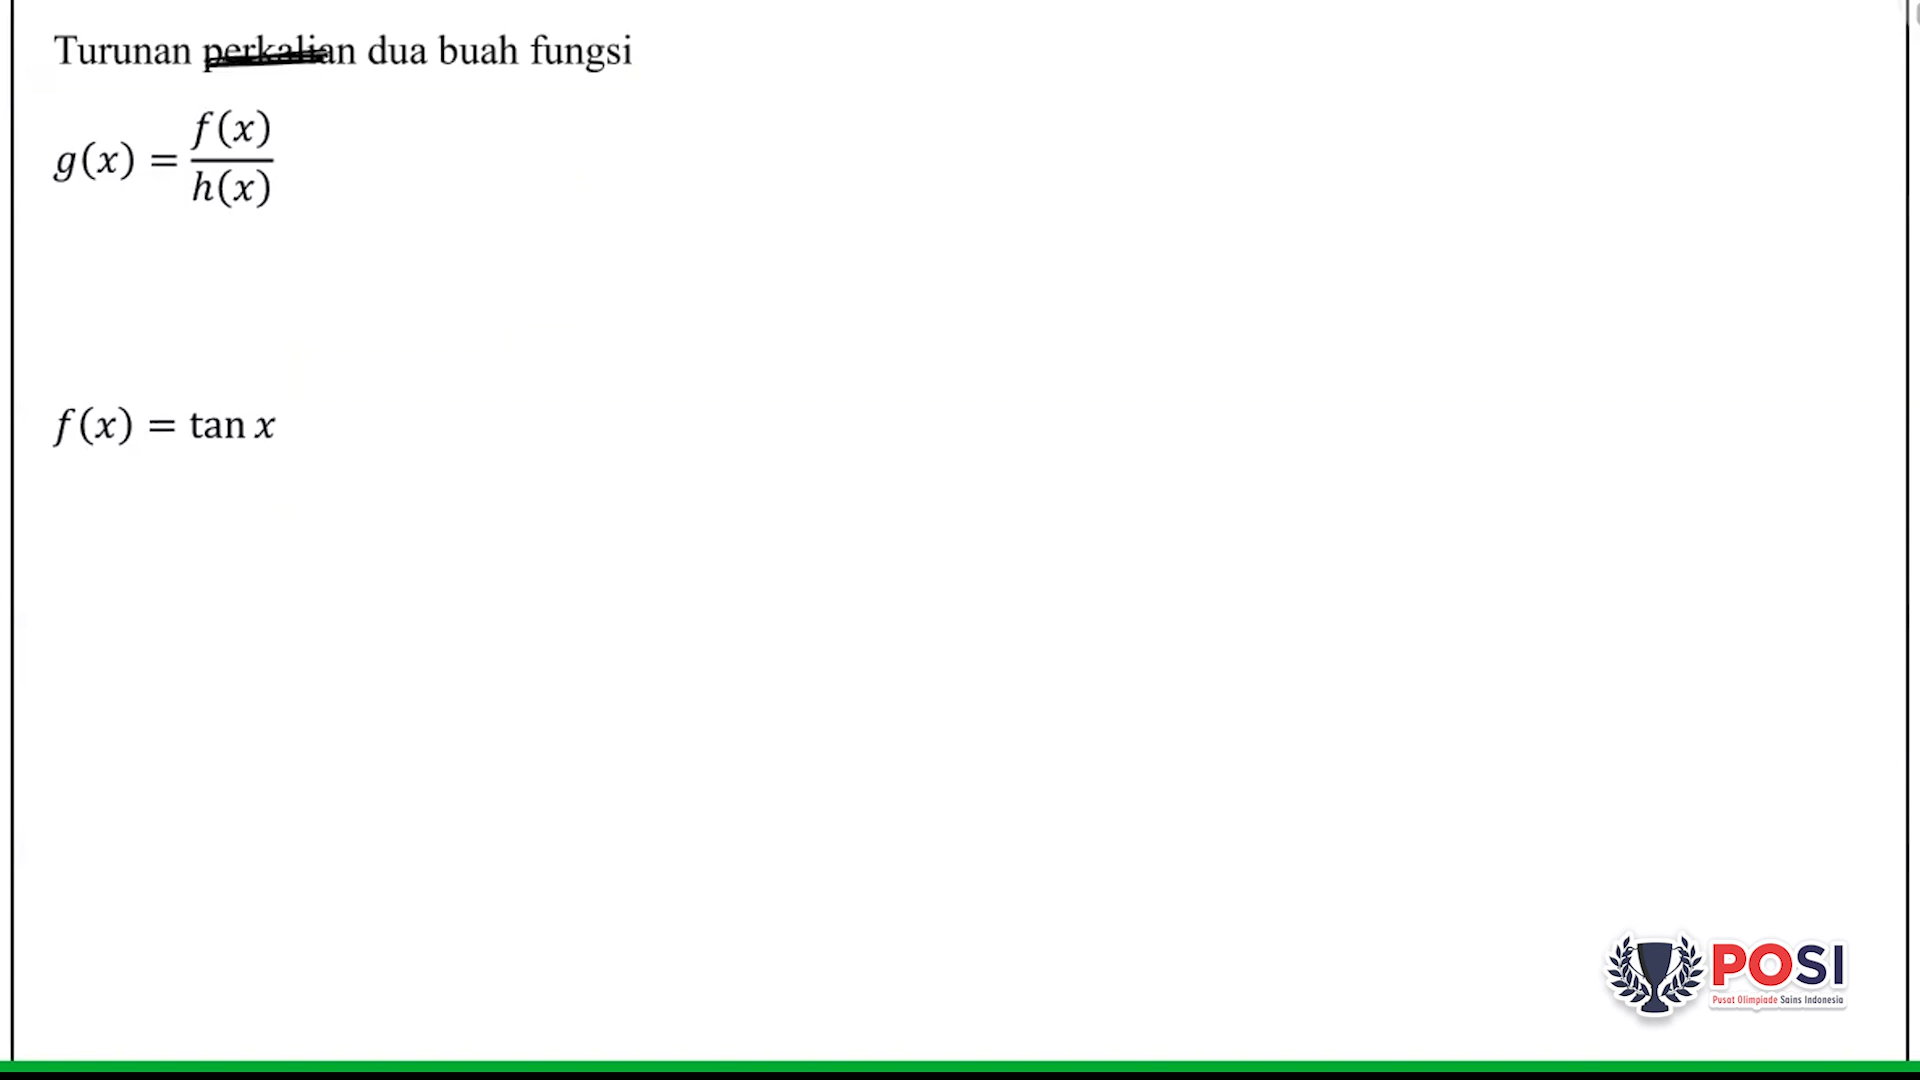 Turunan perkalian dua buah fungsi
g(x) = f(x)/h(x)
f(x) = tan x
POSI
Pusat Olimpiade Sains Indonesia